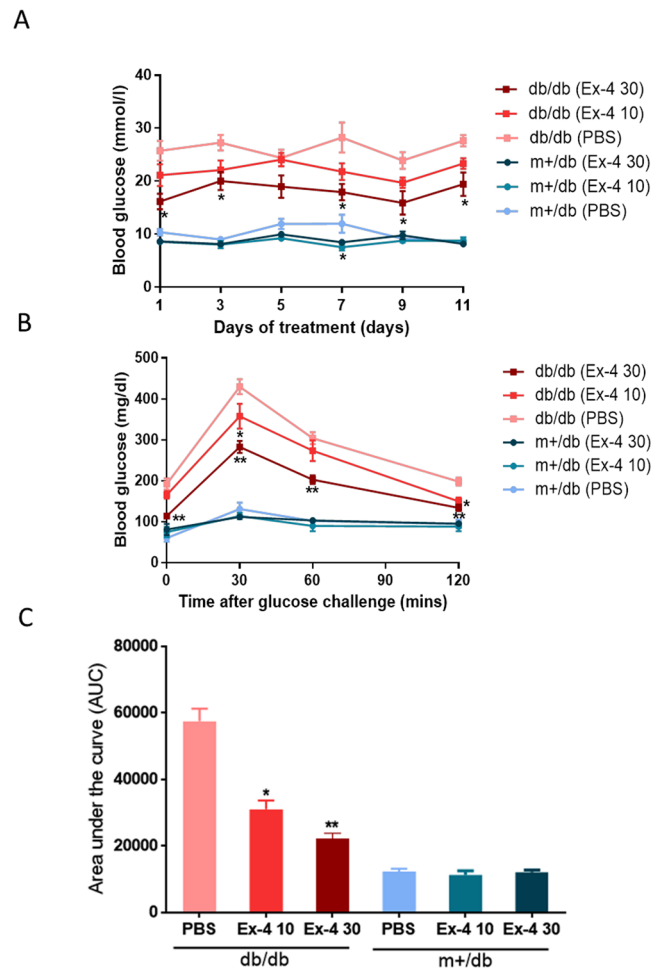 A
Blood glucose (mmol/l)
40
30
20
10
0
* * * * * *
1 3 5 7 9 11
Days of treatment (days)
db/db (Ex-4 30)
db/db (Ex-4 10)
db/db (PBS)
m+/db (Ex-4 30)
m+/db (Ex-4 10)
m+/db (PBS)
B
Blood glucose (mg/dl)
500
400
300
200
100
0
** * ** ** * **
0 30 60 90 120
Time after glucose challenge (mins)
db/db (Ex-4 30)
db/db (Ex-4 10)
db/db (PBS)
m+/db (Ex-4 30)
m+/db (Ex-4 10)
m+/db (PBS)
C
Area under the curve (AUC)
80000
60000
40000
20000
0
* **
PBS Ex-4 10 Ex-4 30 PBS Ex-4 10 Ex-4 30
db/db m+/db